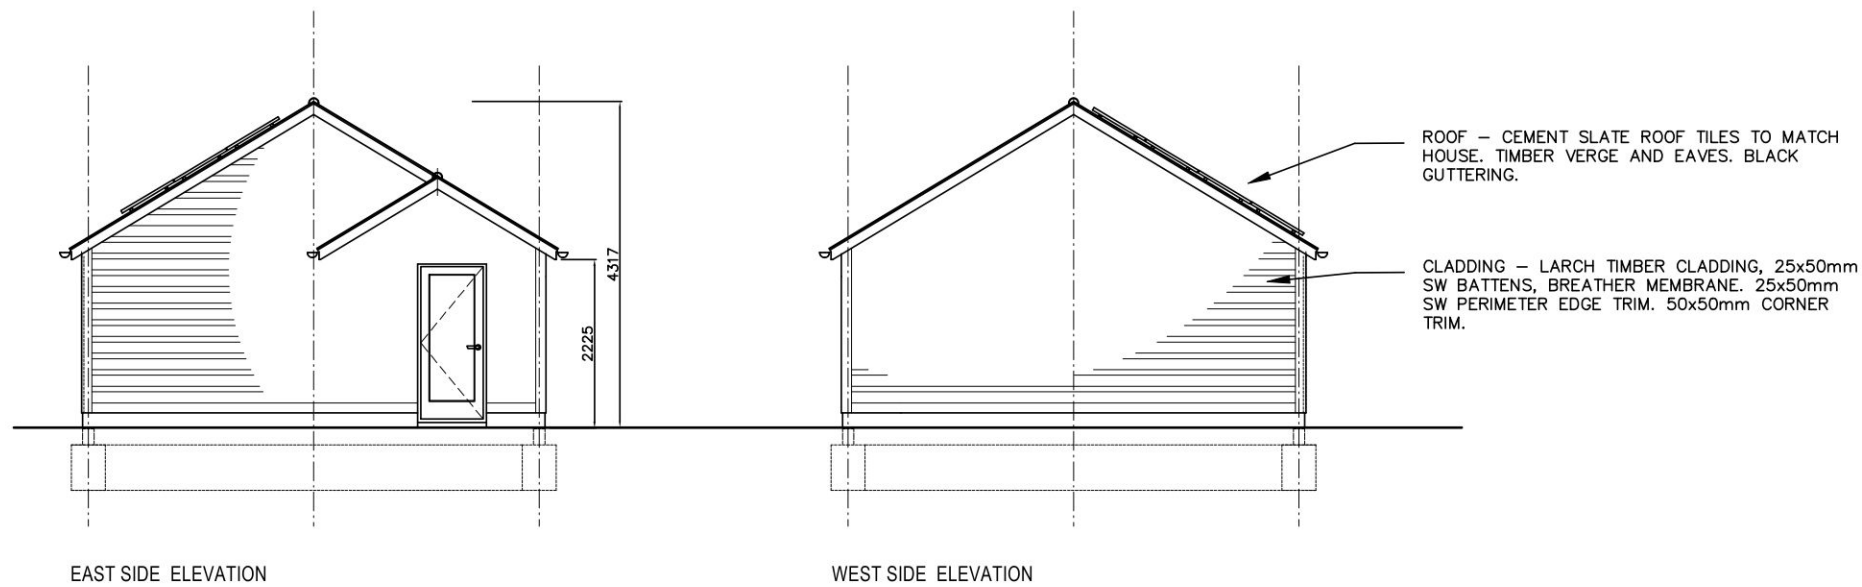 4317
2225
ROOF – CEMENT SLATE ROOF TILES TO MATCH
HOUSE. TIMBER VERGE AND EAVES. BLACK
GUTTERING.
CLADDING – LARCH TIMBER CLADDING, 25x50mm
SW BATTENS, BREATHER MEMBRANE. 25x50mm
SW PERIMETER EDGE TRIM. 50x50mm CORNER
TRIM.
EAST SIDE ELEVATION
WEST SIDE ELEVATION